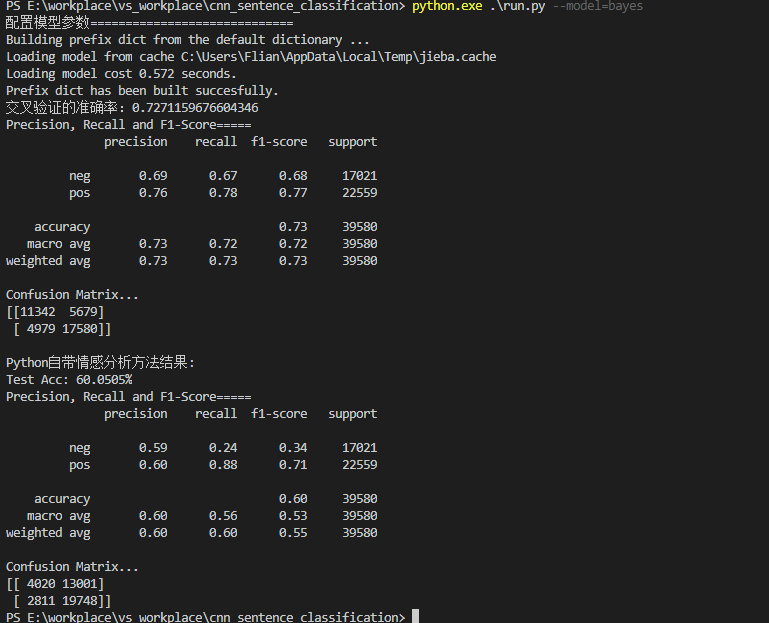 PS E:\workplace\vs_workplace\cnn_sentence_classification> python.exe .\run.py --model=bayes
配置模型参数=============================
Building prefix dict from the default dictionary ...
Loading model from cache C:\Users\Flian\AppData\Local\Temp\jieba.cache
Loading model cost 0.572 seconds.
Prefix dict has been built succesfully.
交叉验证的准确率：0.7271159676604346
Precision, Recall and F1-Score=====
precision recall f1-score support
neg 0.69 0.67 0.68 17021
pos 0.76 0.78 0.77 22559
accuracy 0.73 39580
macro avg 0.73 0.72 0.72 39580
weighted avg 0.73 0.73 0.73 39580
Confusion Matrix...
[[11342 5679]
[ 4979 17580]]
Python自带情感分析方法结果:
Test Acc: 60.0505%
Precision, Recall and F1-Score=====
precision recall f1-score support
neg 0.59 0.24 0.34 17021
pos 0.60 0.88 0.71 22559
accuracy 0.60 39580
macro avg 0.60 0.56 0.53 39580
weighted avg 0.60 0.60 0.55 39580
Confusion Matrix...
[[ 4020 13001]
[ 2811 19748]]
PS E:\workplace\vs_workplace\cnn_sentence_classification>